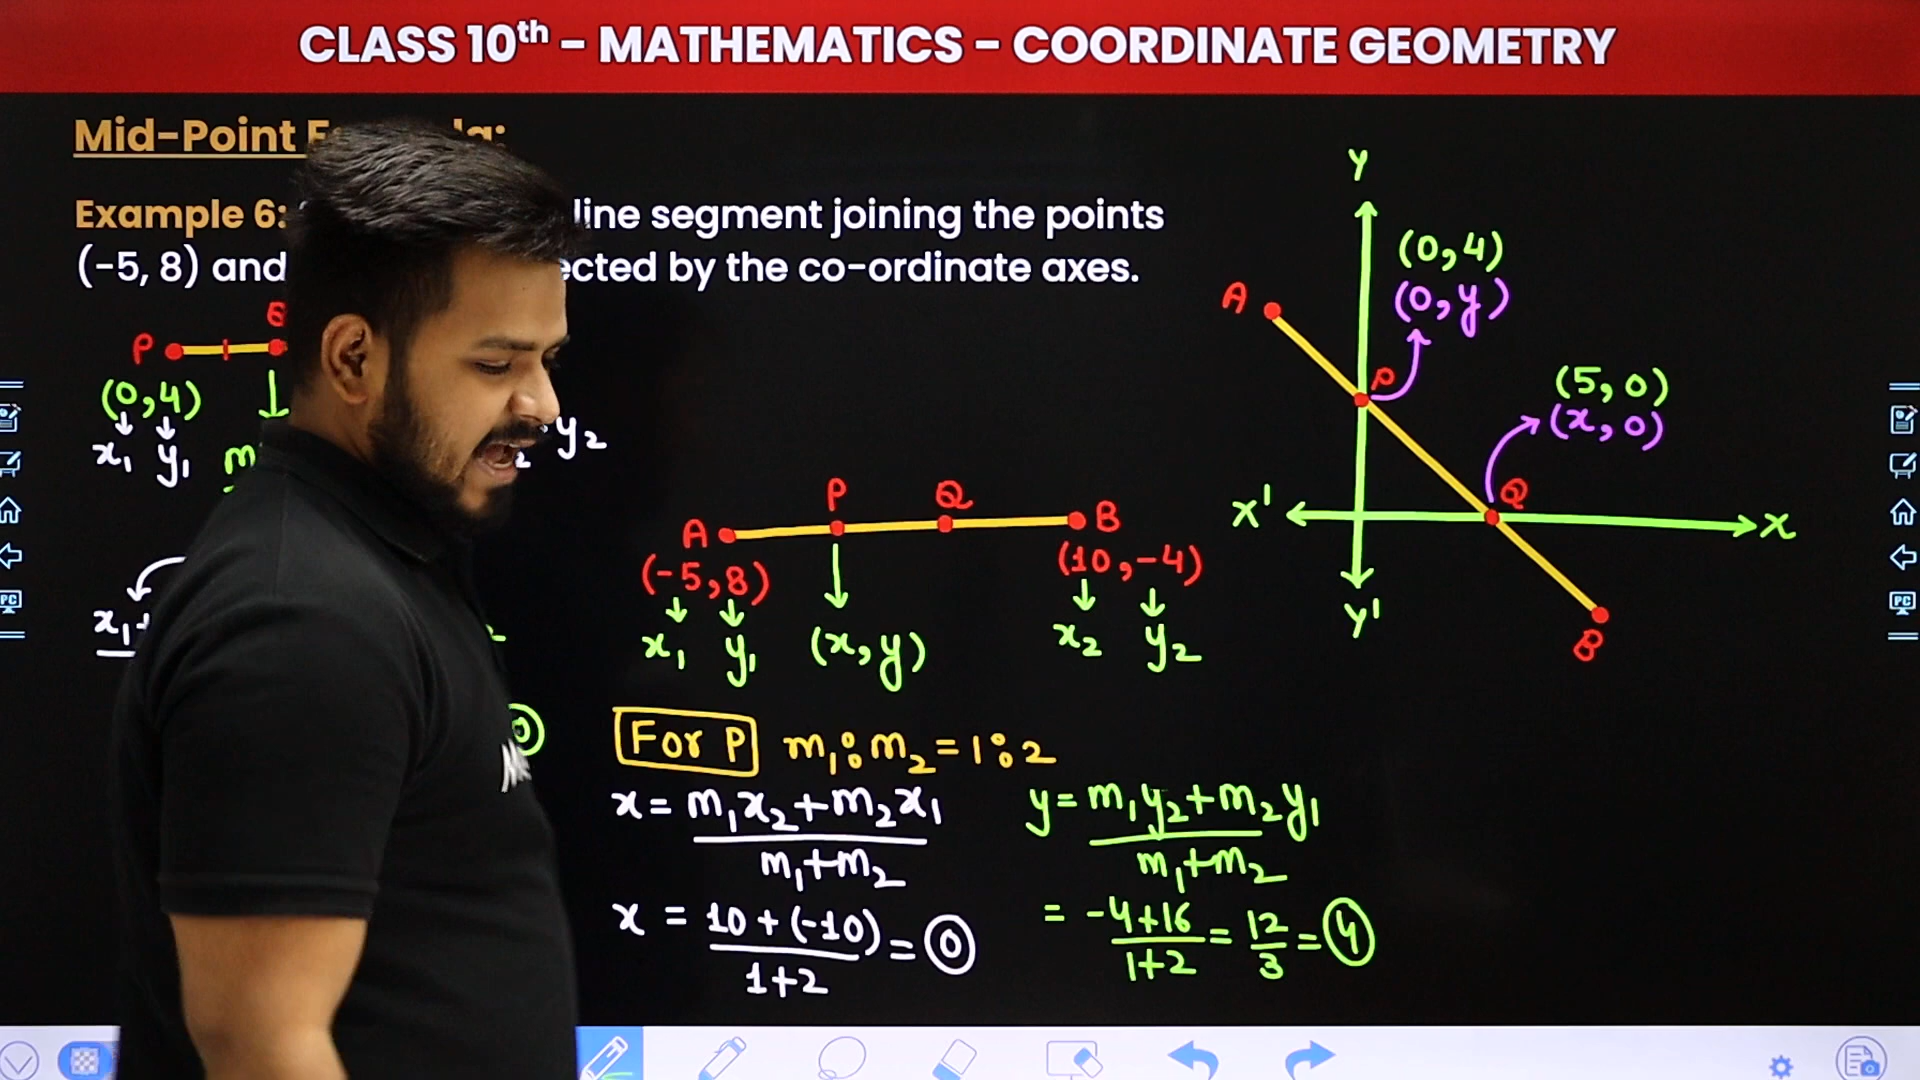 CLASS 10th - MATHEMATICS - COORDINATE GEOMETRY
Mid-Point
Example 6: line segment joining the points
(-5, 8) and by the co-ordinate axes.
P
(0,4)
x1 y1
y2
A P Q B
(-5,8) (10,-4)
x1 y1 (x,y) x2 y2
For P m1:m2=1:2
x=m1x2+m2x1
m1+m2
x = 10+(-10) = 0
1+2
y=m1y2+m2y1
m1+m2
= -4+16 = 12 = 4
1+2 3
Y
(0,4)
A (0,y)
P (5,0)
(x,0)
Q
X' X
Y'
B
PC
PC